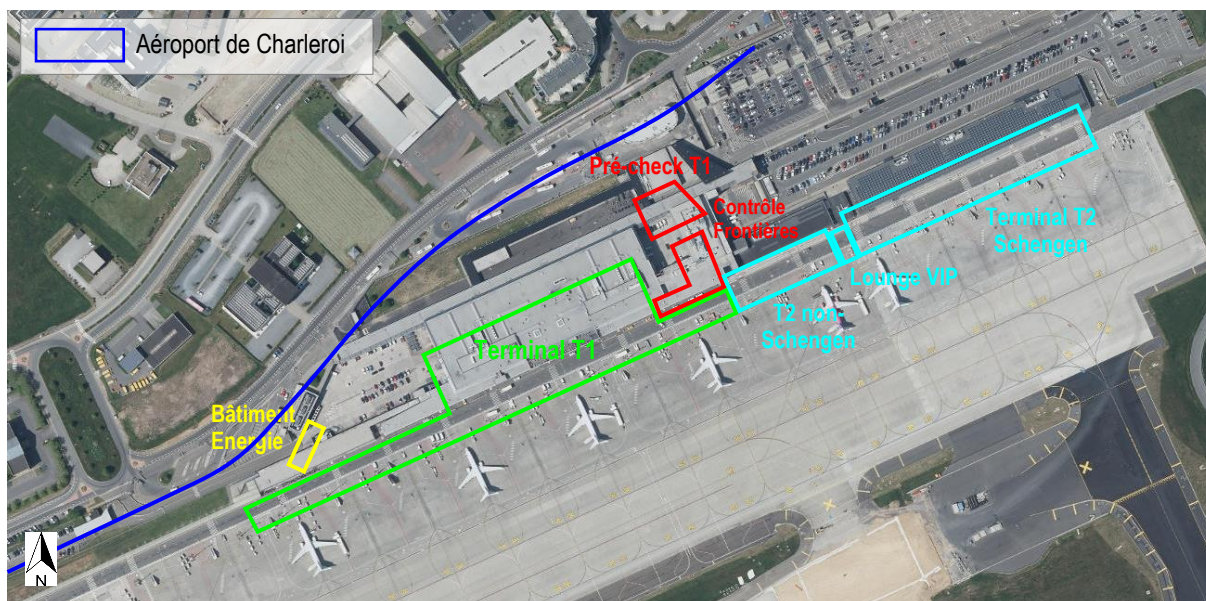 Aéroport de Charleroi
Pré-check T1
Contrôle
Frontières
Terminal T2
Schengen
Lounge VIP
T2 non-
Schengen
Terminal T1
Bâtiment
Energie
N